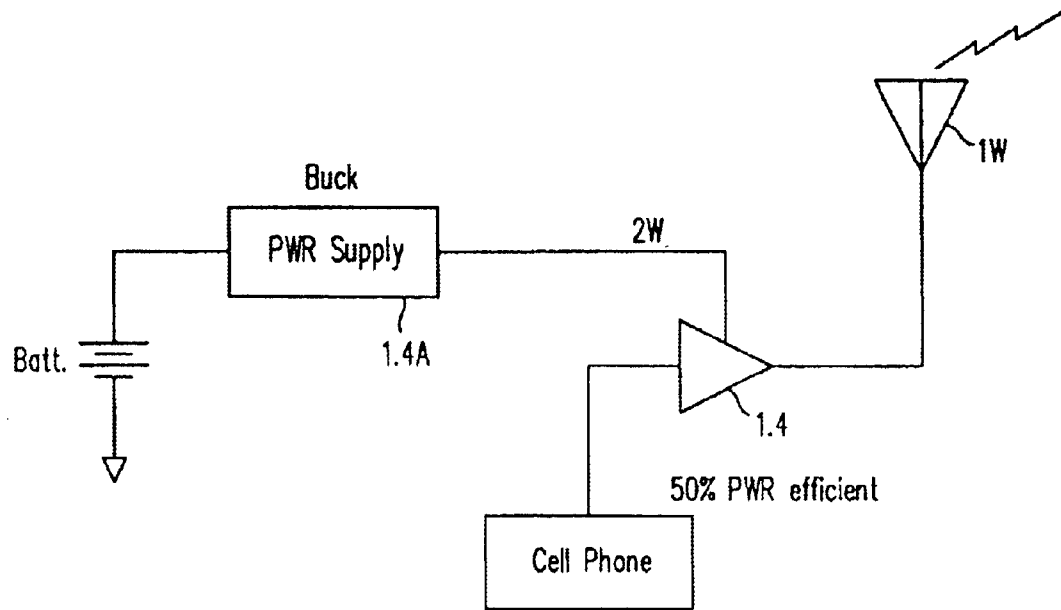 1W
Buck
PWR Supply
2W
1.4A
Batt.
1.4
50% PWR efficient
Cell Phone